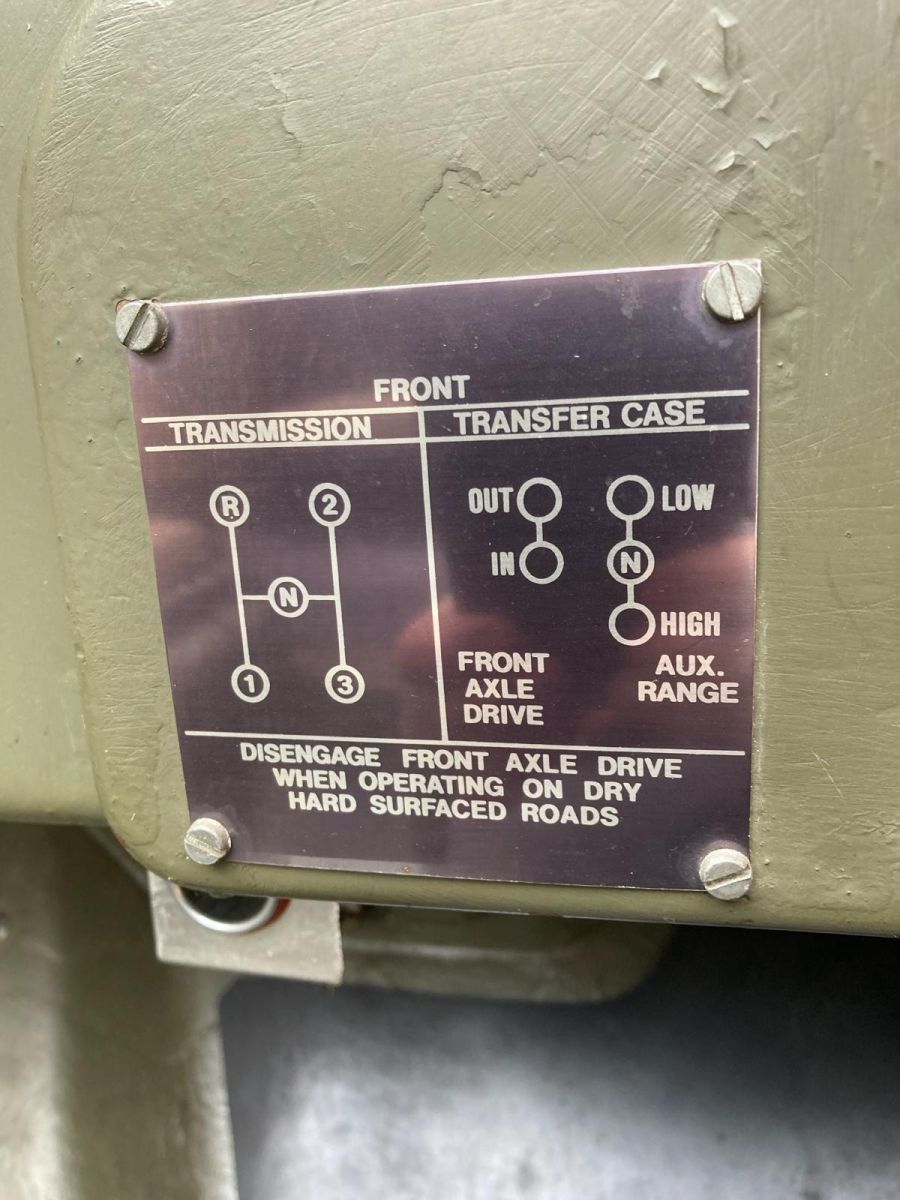 FRONT
TRANSMISSION
TRANSFER CASE
R 2
N
1 3
OUT
IN
FRONT
AXLE
DRIVE
LOW
N
HIGH
AUX.
RANGE
DISENGAGE FRONT AXLE DRIVE
WHEN OPERATING ON DRY
HARD SURFACED ROADS